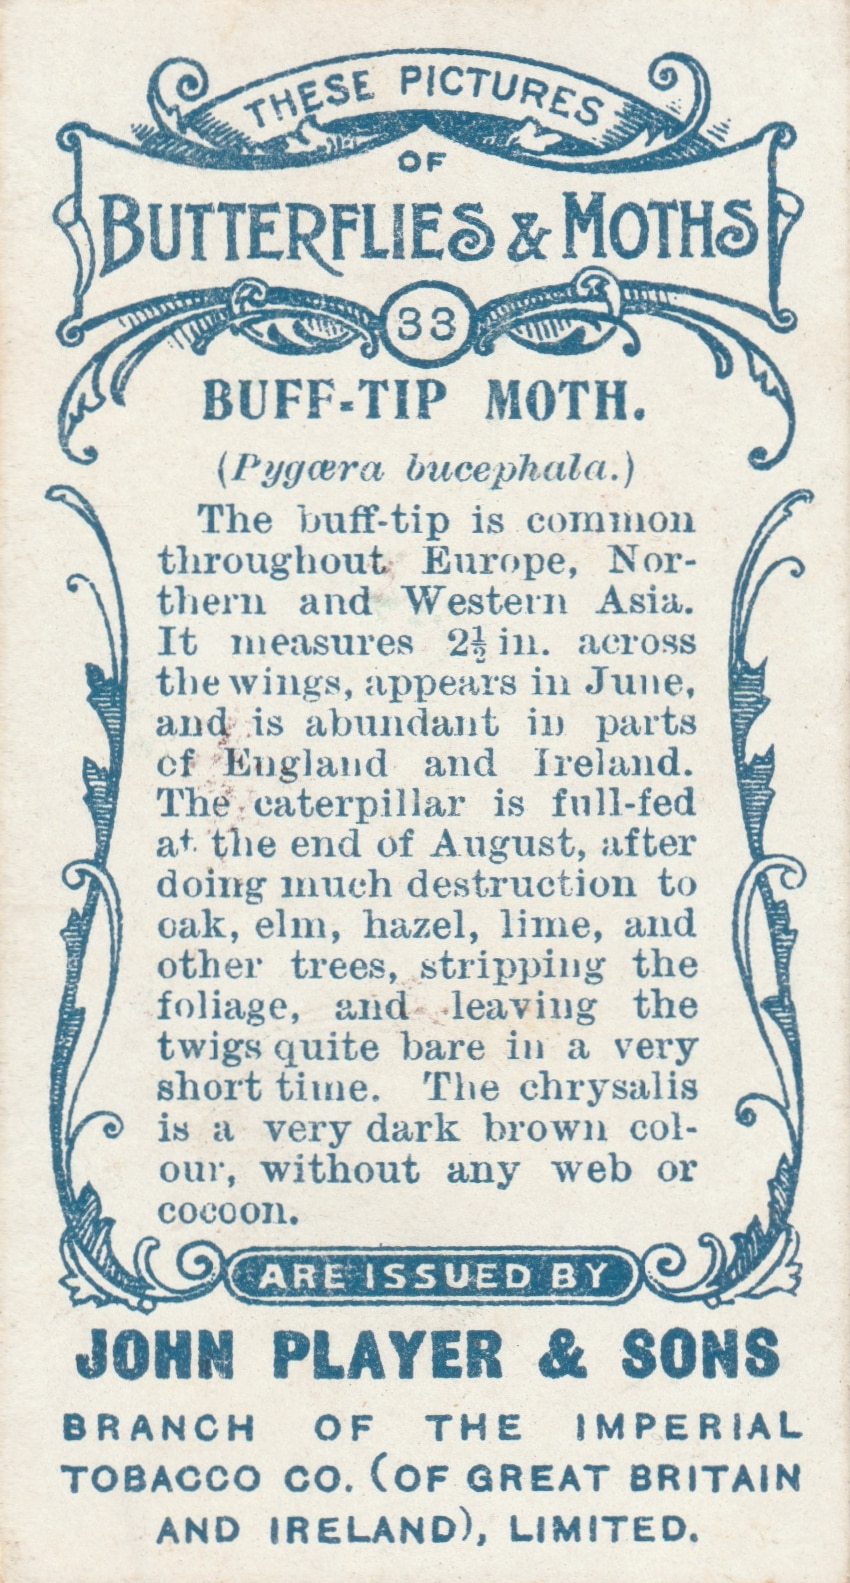 THESE PICTURES
OF
BUTTERFLIES & MOTHS
33
BUFF-TIP MOTH.
(Pygæra bucephala.)
The buff-tip is common
throughout Europe, Nor-
thern and Western Asia.
It measures 2½ in. across
the wings, appears in June,
and is abundant in parts
of England and Ireland.
The caterpillar is full-fed
at the end of August, after
doing much destruction to
oak, elm, hazel, lime, and
other trees, stripping the
foliage, and leaving the
twigs quite bare in a very
short time. The chrysalis
is a very dark brown col-
our, without any web or
cocoon.
ARE ISSUED BY
JOHN PLAYER & SONS
BRANCH OF THE IMPERIAL
TOBACCO CO. (OF GREAT BRITAIN
AND IRELAND), LIMITED.